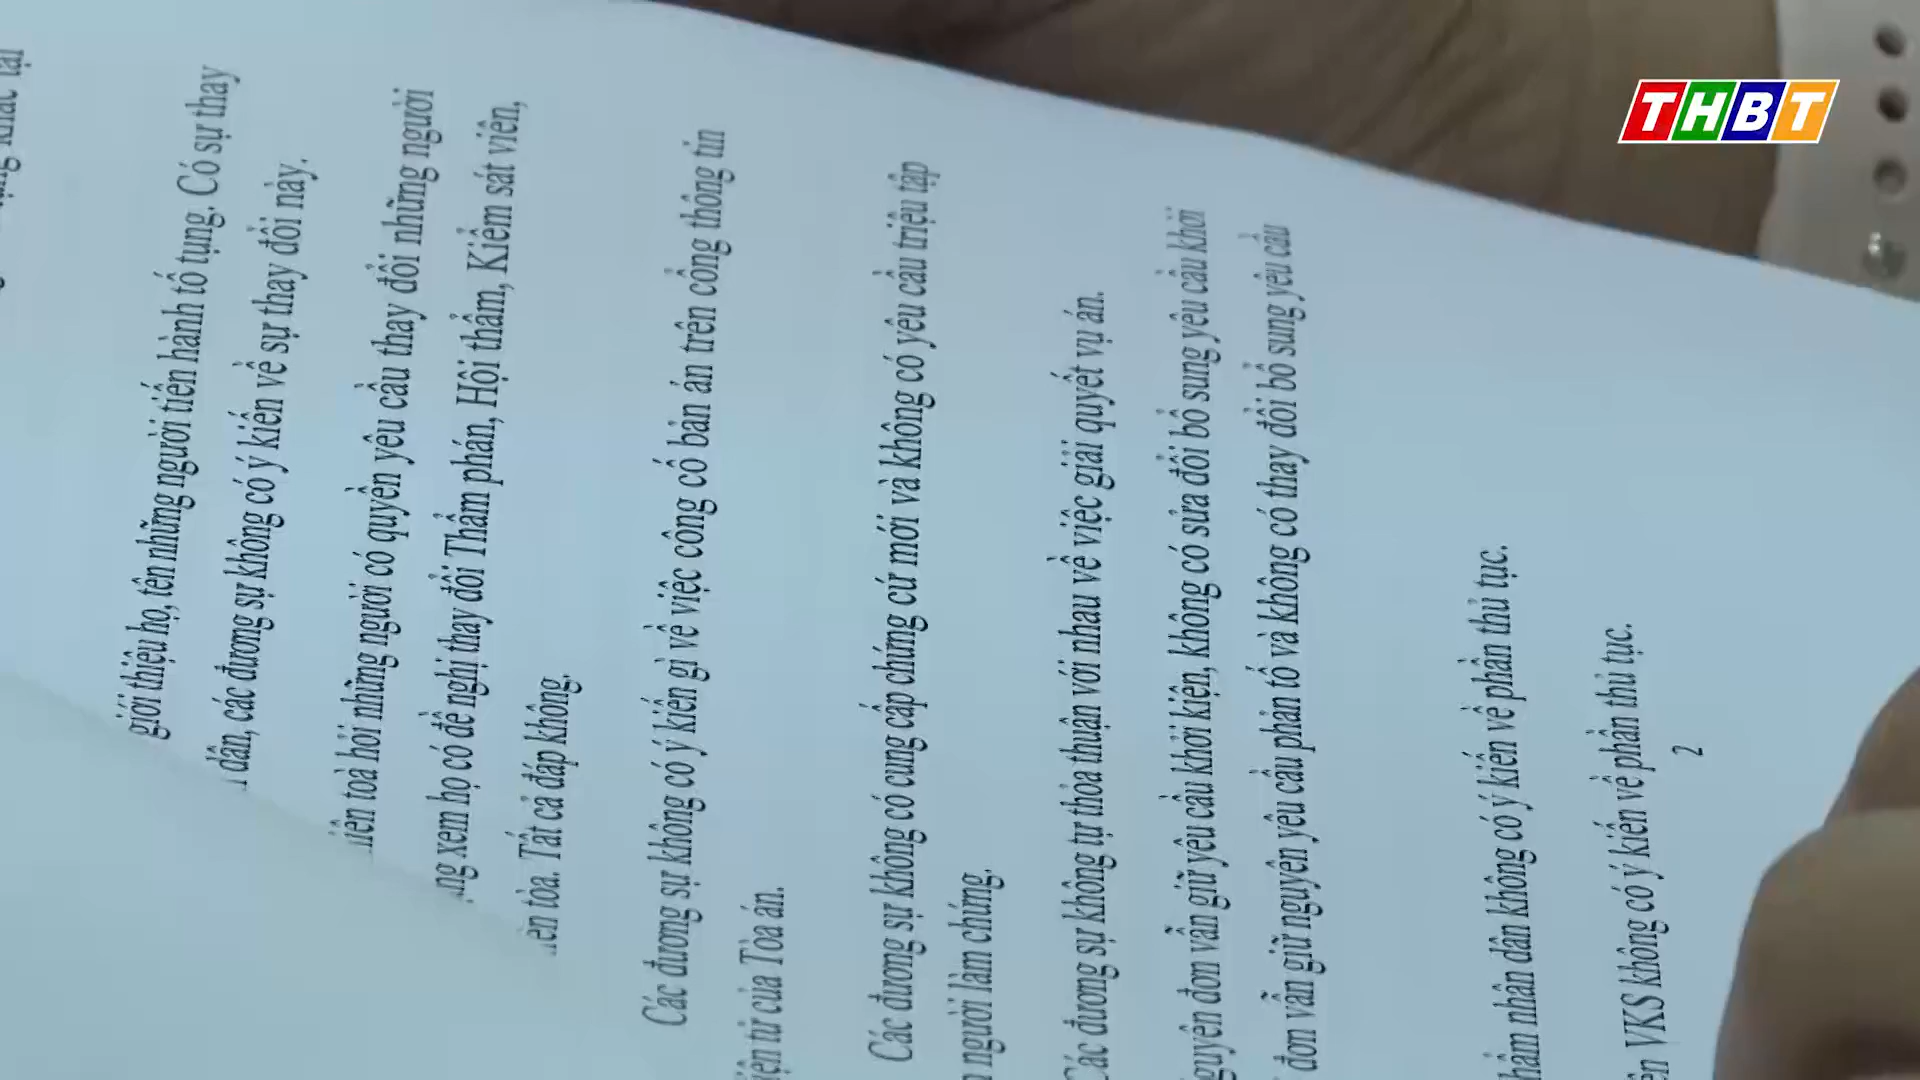 THBT
giới thiệu họ, tên những người tiến hành tố tụng. Có sự thay
dân, các đương sự không có ý kiến về sự thay đổi này.
toà hỏi những người có quyền yêu cầu thay đổi những người
xem họ có đề nghị thay đổi Thẩm phán, Hội thẩm, Kiểm sát viên,
tòa. Tất cả đáp không.
Các đương sự không có ý kiến gì về việc công cố bản án trên cổng thông tin
tử của Tòa án.
Các đương sự không có cung cấp chứng cứ mới và không có yêu cầu triệu tập
người làm chứng.
Các đương sự không tự thỏa thuận với nhau về việc giải quyết vụ án.
guyên đơn vẫn giữ yêu cầu khởi kiện, không có sửa đổi bổ sung yêu cầu khởi
đơn vẫn giữ nguyên yêu cầu phản tố và không có thay đổi bổ sung yêu cầu
nhân dân không có ý kiến về phần thủ tục.
VKS không có ý kiến về phần thủ tục.
2